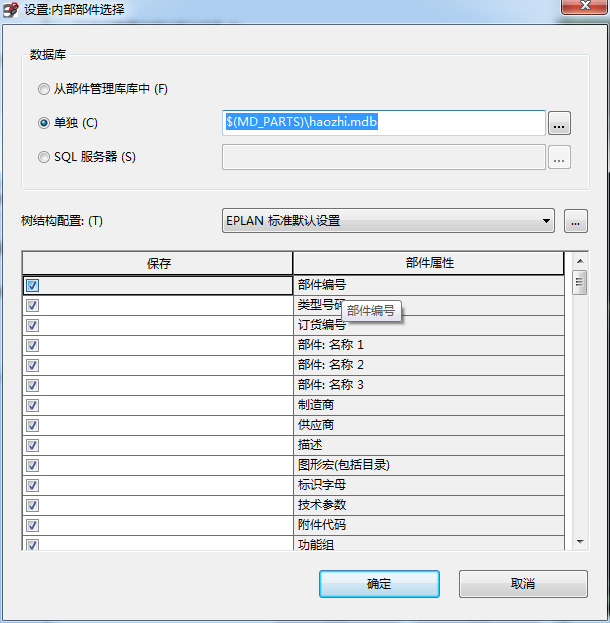 设置:内部部件选择
数据库
从部件管理库库中 (F)
单独 (C)
$(MD_PARTS)\haozhi.mdb
...
SQL 服务器 (S)
...
树结构配置: (T)
EPLAN 标准默认设置
...
保存 部件属性
部件编号
类型号码
部件编号
订货编号
部件: 名称 1
部件: 名称 2
部件: 名称 3
制造商
供应商
描述
图形宏(包括目录)
标识字母
技术参数
附件代码
功能组
确定 取消